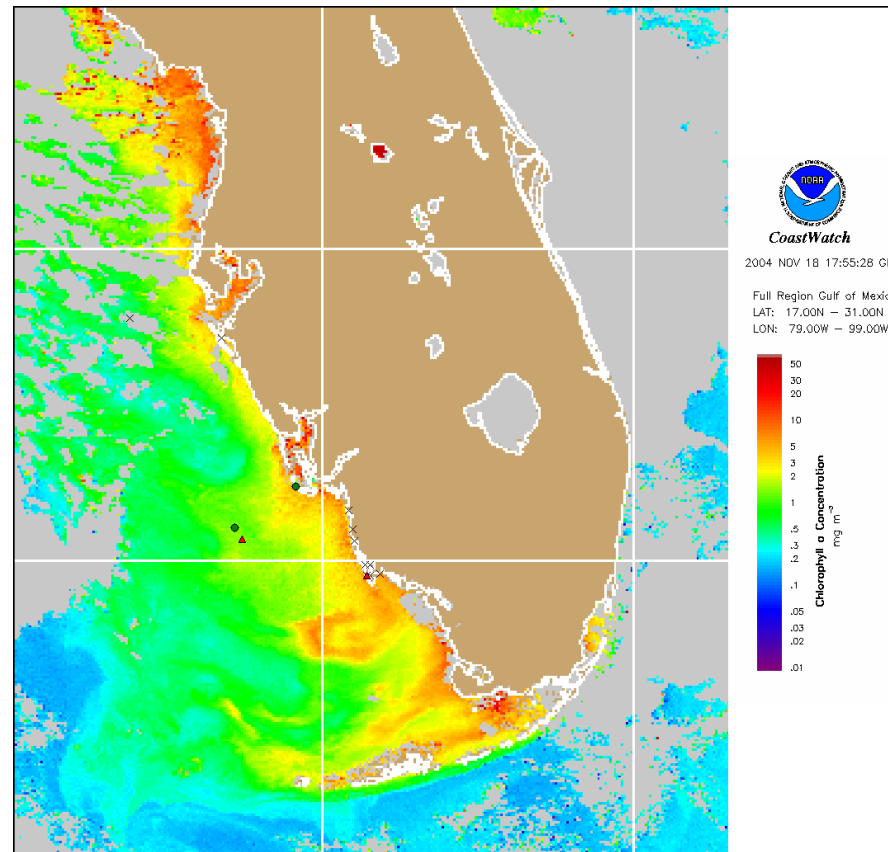 NOAA
CoastWatch
2004 NOV 18 17:55:28 G
Full Region Gulf of Mexic
LAT: 17.00N – 31.00N
LON: 79.00W – 99.00W
50
30
20
10
5
3
2
1
.5
.3
.2
.1
.05
.03
.02
.01
Chlorophyll a Concentration
mg m⁻³